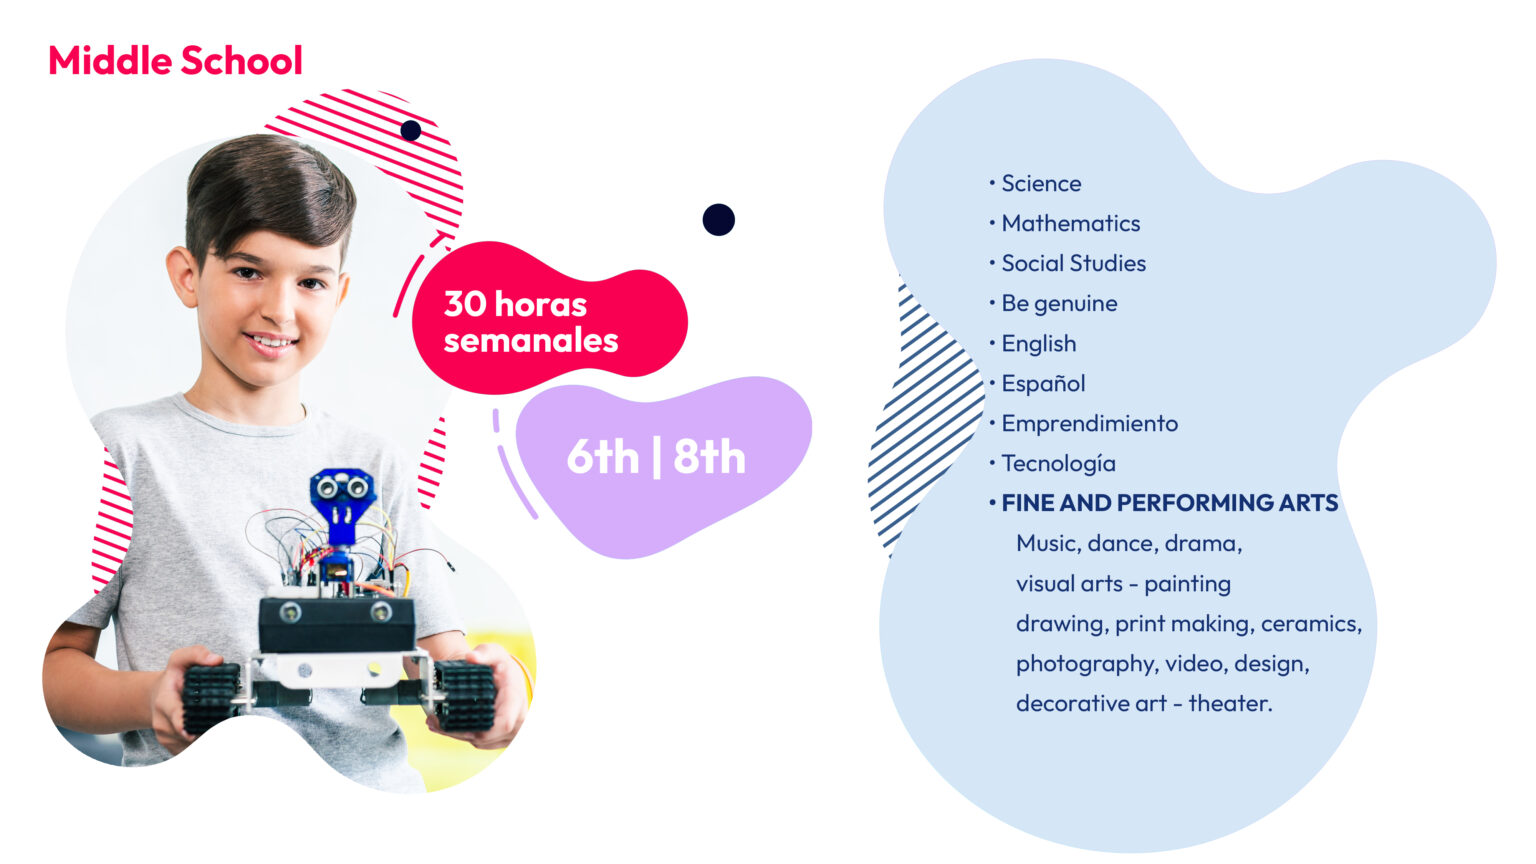 Middle School
30 horas
semanales
6th | 8th
• Science
• Mathematics
• Social Studies
• Be genuine
• English
• Español
• Emprendimiento
• Tecnología
• FINE AND PERFORMING ARTS
Music, dance, drama,
visual arts - painting
drawing, print making, ceramics,
photography, video, design,
decorative art - theater.